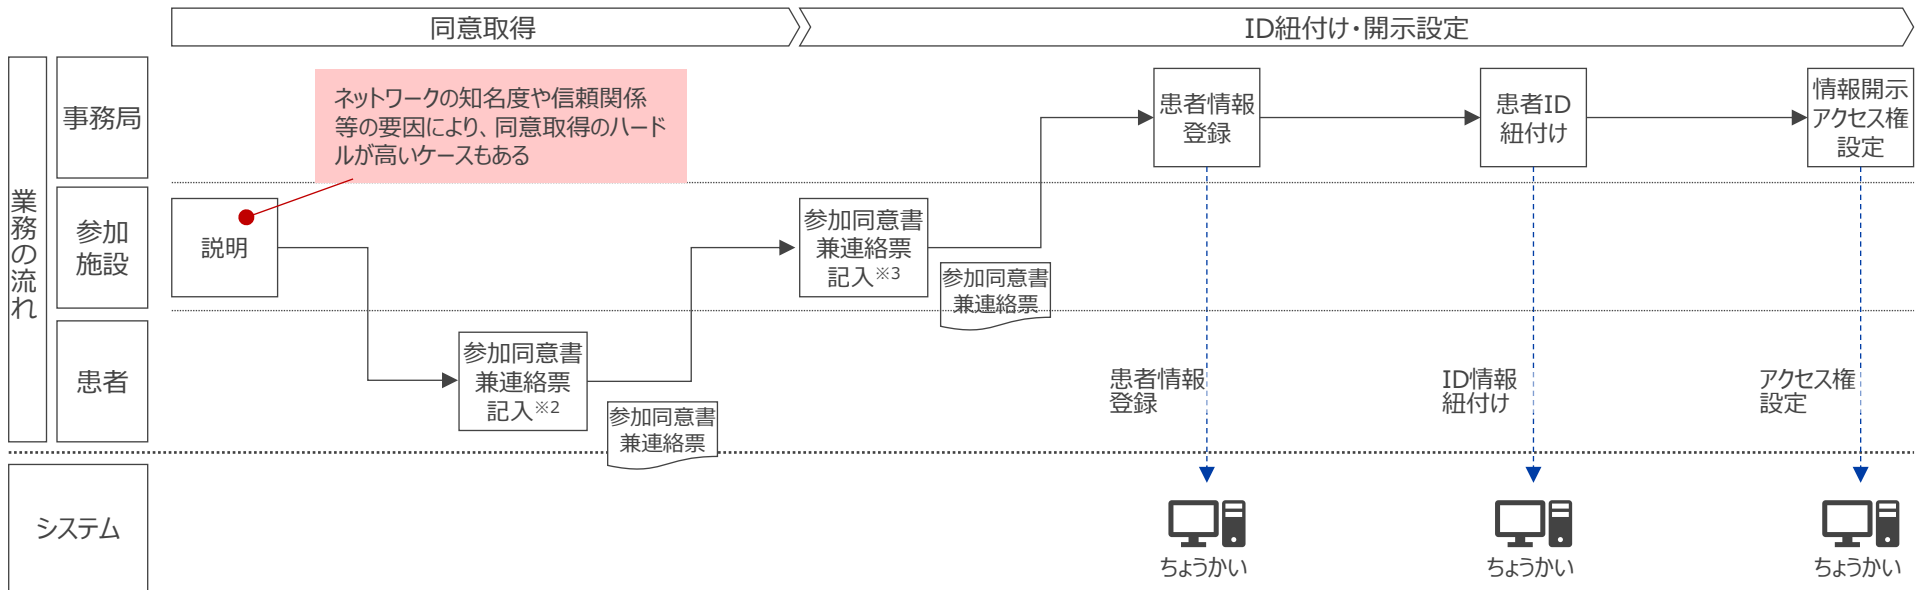 同意取得
ID紐付け・開示設定
業務の流れ
事務局
ネットワークの知名度や信頼関係
等の要因により、同意取得のハード
ルが高いケースもある
患者情報
登録
患者ID
紐付け
情報開示
アクセス権
設定
参加
施設
説明
参加同意書
兼連絡票
記入※3
参加同意書
兼連絡票
患者
参加同意書
兼連絡票
記入※2
参加同意書
兼連絡票
患者情報
登録
ID情報
紐付け
アクセス権
設定
システム
ちょうかい
ちょうかい
ちょうかい